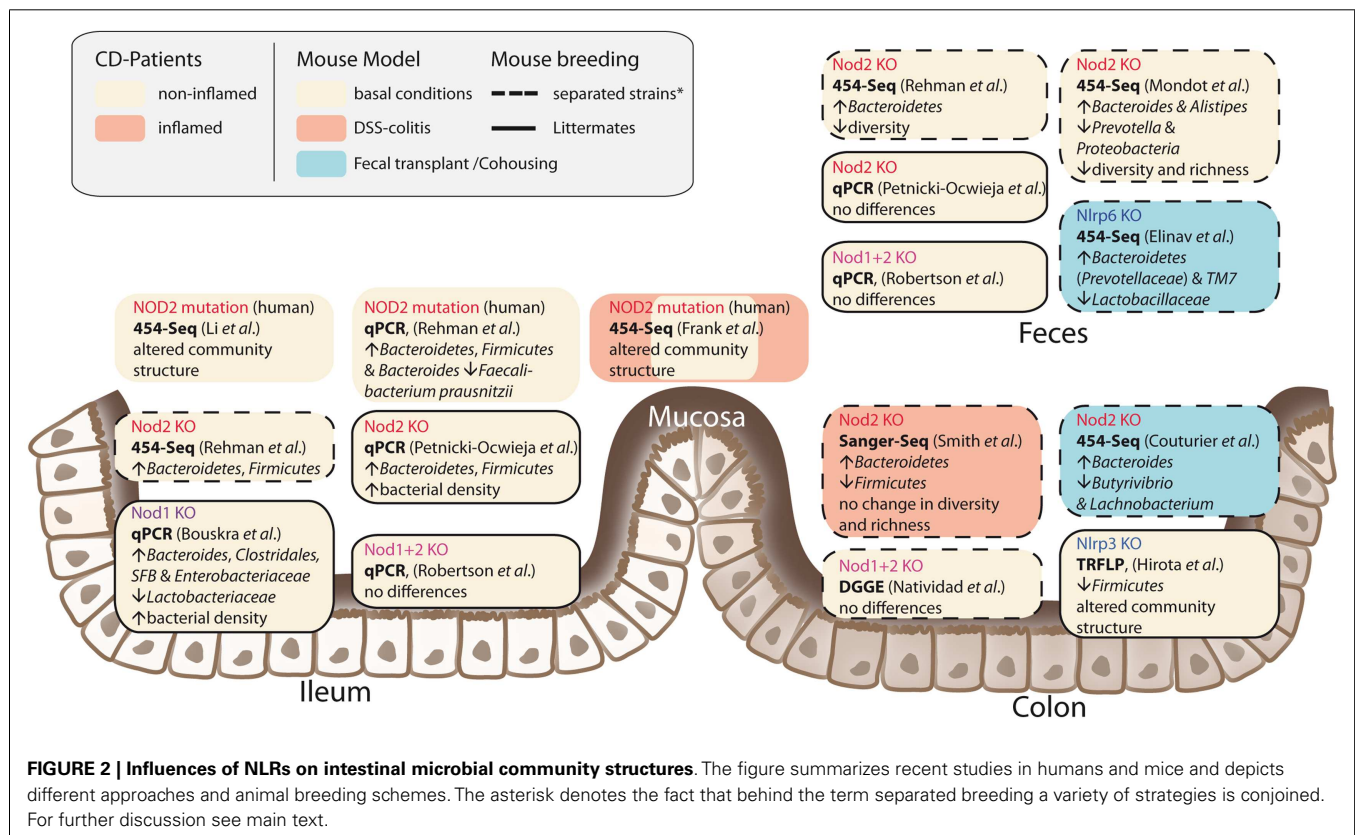 CD-Patients
non-inflamed
inflamed
Mouse Model
basal conditions
DSS-colitis
Fecal transplant /Cohousing
Mouse breeding
separated strains*
Littermates
Nod2 KO
454-Seq (Rehman et al.)
↑Bacteroidetes
↓diversity
Nod2 KO
454-Seq (Mondot et al.)
↑Bacteroides & Alistipes
↓Prevotella &
Proteobacteria
↓diversity and richness
Nod2 KO
qPCR (Petnicki-Ocwieja et al.)
no differences
Nod1+2 KO
qPCR, (Robertson et al.)
no differences
Nlrp6 KO
454-Seq (Elinav et al.)
↑Bacteroidetes
(Prevotellaceae) & TM7
↓Lactobacillaceae
Feces
NOD2 mutation (human)
454-Seq (Li et al.)
altered community
structure
NOD2 mutation (human)
qPCR, (Rehman et al.)
↑Bacteroidetes, Firmicutes
& Bacteroides ↓Faecali-
bacterium prausnitzii
NOD2 mutation (human)
454-Seq (Frank et al.)
altered community
structure
Mucosa
Nod2 KO
454-Seq (Rehman et al.)
↑Bacteroidetes, Firmicutes
Nod2 KO
qPCR (Petnicki-Ocwieja et al.)
↑Bacteroidetes, Firmicutes
↑bacterial density
Nod1 KO
qPCR (Bouskra et al.)
↑Bacteroides, Clostridales,
SFB & Enterobacteriaceae
↓Lactobacteriaceae
↑bacterial density
Nod1+2 KO
qPCR, (Robertson et al.)
no differences
Ileum
Nod2 KO
Sanger-Seq (Smith et al.)
↑Bacteroidetes
↓Firmicutes
no change in diversity
and richness
Nod2 KO
454-Seq (Couturier et al.)
↑Bacteroides
↓Butyrivibrio
& Lachnobacterium
Nod1+2 KO
DGGE (Natividad et al.)
no differences
Nlrp3 KO
TRFLP, (Hirota et al.)
↓Firmicutes
altered community
structure
Colon
FIGURE 2 | Influences of NLRs on intestinal microbial community structures. The figure summarizes recent studies in humans and mice and depicts
different approaches and animal breeding schemes. The asterisk denotes the fact that behind the term separated breeding a variety of strategies is conjoined.
For further discussion see main text.